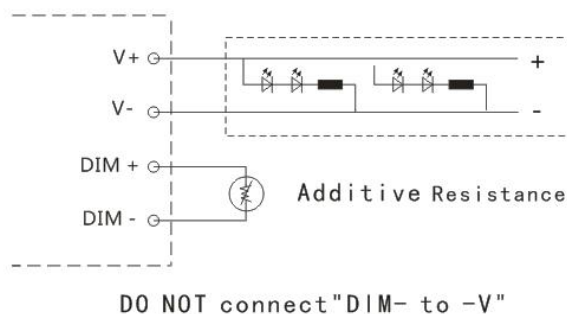 V+
+
V-
-
DIM +
Additive Resistance
DIM -
DO NOT connect"DIM- to -V"